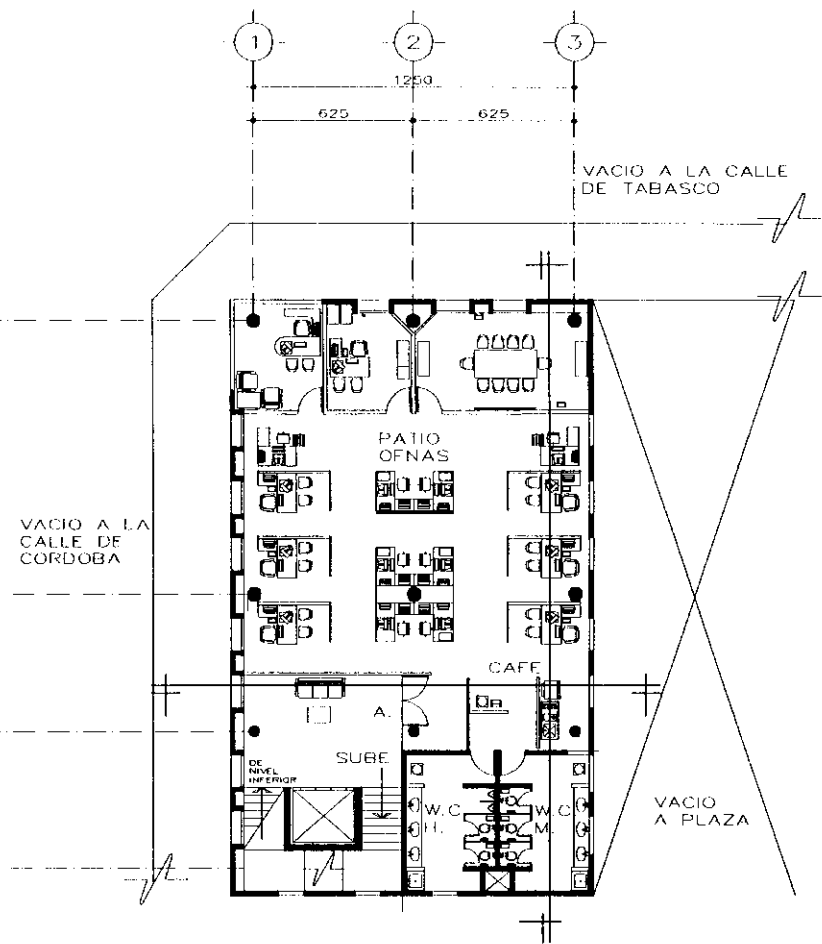 1 2 3
1250
625 625
VACIO A LA CALLE
DE TABASCO
PATIO
OFNAS
VACIO A LA
CALLE DE
CORDOBA
CAFE
A.
SUBE
DE
NIVEL
INFERIOR
W.C
H.
W.C
M.
VACIO
A PLAZA